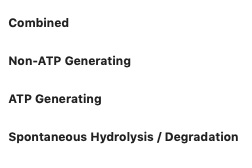 Combined
Non-ATP Generating
ATP Generating
Spontaneous Hydrolysis / Degradation